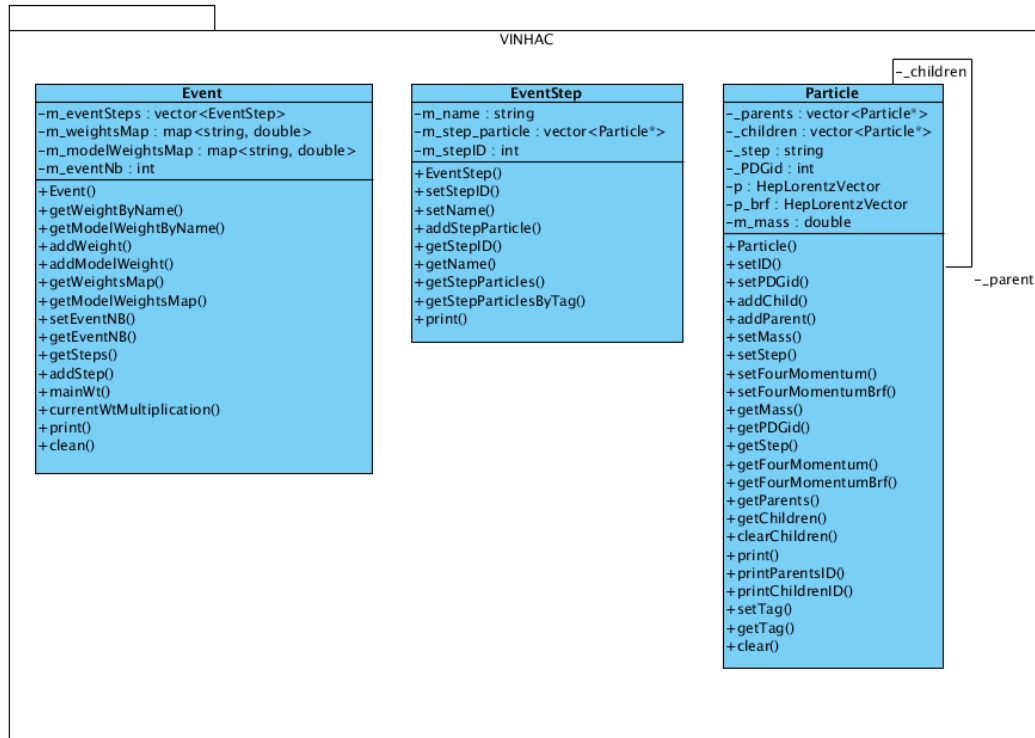 VINHAC
Event
-m_eventSteps : vector<EventStep>
-m_weightsMap : map<string, double>
-m_modelWeightsMap : map<string, double>
-m_eventNb : int
+Event()
+getWeightByName()
+getModelWeightByName()
+addWeight()
+addModelWeight()
+getWeightsMap()
+getModelWeightsMap()
+setEventNB()
+getEventNB()
+getSteps()
+addStep()
+mainWt()
+currentWtMultiplication()
+print()
+clean()
EventStep
-m_name : string
-m_step_particle : vector<Particle*>
-m_stepID : int
+EventStep()
+setStepID()
+setName()
+addStepParticle()
+getStepID()
+getName()
+getStepParticles()
+getStepParticlesByTag()
+print()
-_children
Particle
-_parents : vector<Particle*>
-_children : vector<Particle*>
-_step : string
-_PDGid : int
-p : HepLorentzVector
-p_brf : HepLorentzVector
-m_mass : double
+Particle()
+setID()
+setPDGid()
+addChild()
+addParent()
+setMass()
+setStep()
+setFourMomentum()
+setFourMomentumBrf()
+getMass()
+getPDGid()
+getStep()
+getFourMomentum()
+getFourMomentumBrf()
+getParents()
+getChildren()
+clearChildren()
+print()
+printParentsID()
+printChildrenID()
+setTag()
+getTag()
+clear()
-_parent